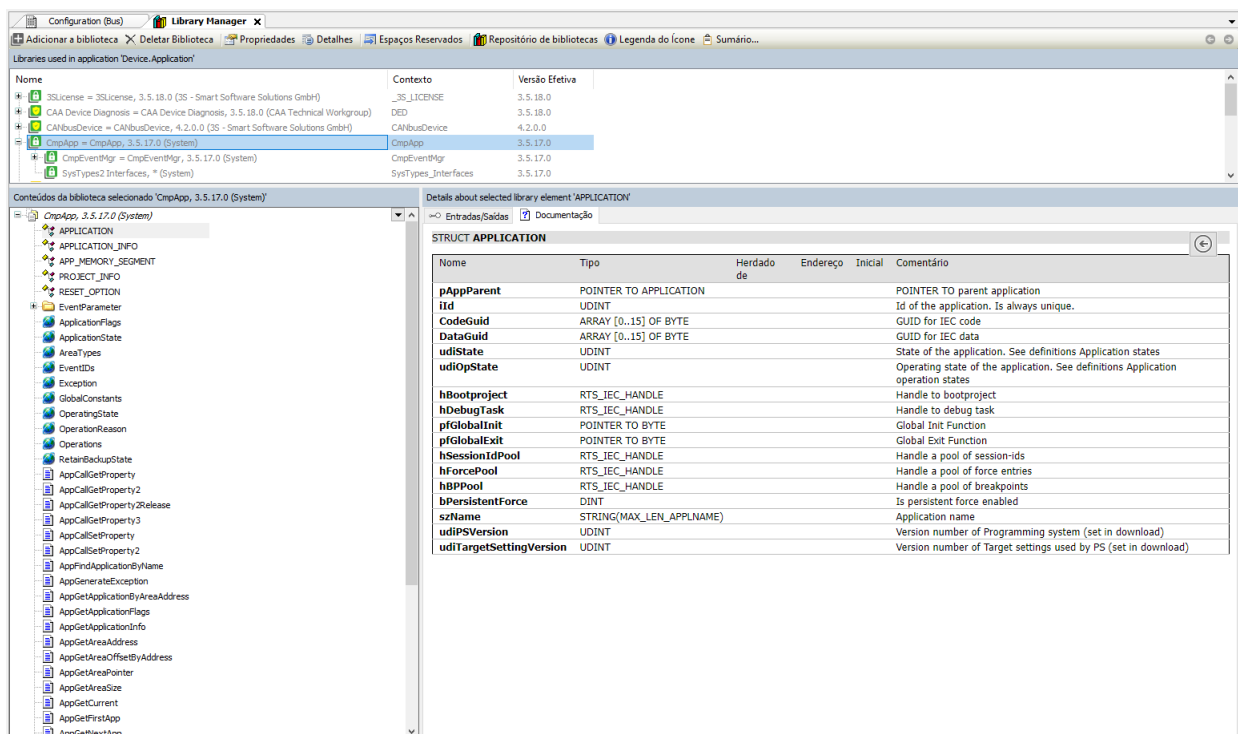 Configuration (Bus) Library Manager X
Adicionar a biblioteca Deletar Biblioteca Propriedades Detalhes Espaços Reservados Repositório de bibliotecas Legenda do Ícone Sumário...
Libraries used in application 'Device.Application'
Nome Contexto Versão Efetiva
3SLicense = 3SLicense, 3.5.18.0 (3S - Smart Software Solutions GmbH) _3S_LICENSE 3.5.18.0
CAA Device Diagnosis = CAA Device Diagnosis, 3.5.18.0 (CAA Technical Workgroup) DED 3.5.18.0
CANbusDevice = CANbusDevice, 4.2.0.0 (3S - Smart Software Solutions GmbH) CANbusDevice 4.2.0.0
CmpApp = CmpApp, 3.5.17.0 (System) CmpApp 3.5.17.0
CmpEventMgr = CmpEventMgr, 3.5.17.0 (System) CmpEventMgr 3.5.17.0
SysTypes2 Interfaces, * (System) SysTypes_Interfaces 3.5.17.0
Conteúdos da biblioteca selecionado 'CmpApp, 3.5.17.0 (System)'
CmpApp, 3.5.17.0 (System)
APPLICATION
APPLICATION_INFO
APP_MEMORY_SEGMENT
PROJECT_INFO
RESET_OPTION
EventParameter
ApplicationFlags
ApplicationState
AreaTypes
EventIDs
Exception
GlobalConstants
OperatingState
OperationReason
Operations
RetainBackupState
AppCallGetProperty
AppCallGetProperty2
AppCallGetProperty2Release
AppCallGetProperty3
AppCallSetProperty
AppCallSetProperty2
AppFindApplicationByName
AppGenerateException
AppGetApplicationByAreaAddress
AppGetApplicationFlags
AppGetApplicationInfo
AppGetAreaAddress
AppGetAreaOffsetByAddress
AppGetAreaPointer
AppGetAreaSize
AppGetCurrent
AppGetFirstApp
AppGetNextApp
Details about selected library element 'APPLICATION'
Entradas/Saídas Documentação
STRUCT APPLICATION
Nome Tipo Herdado de Endereço Inicial Comentário
pAppParent POINTER TO APPLICATION POINTER TO parent application
iId UDINT Id of the application. Is always unique.
CodeGuid ARRAY [0..15] OF BYTE GUID for IEC code
DataGuid ARRAY [0..15] OF BYTE GUID for IEC data
udiState UDINT State of the application. See definitions Application states
udiOpState UDINT Operating state of the application. See definitions Application
operation states
hBootproject RTS_IEC_HANDLE Handle to bootproject
hDebugTask RTS_IEC_HANDLE Handle to debug task
pfGlobalInit POINTER TO BYTE Global Init Function
pfGlobalExit POINTER TO BYTE Global Exit Function
hSessionIdPool RTS_IEC_HANDLE Handle a pool of session-ids
hForcePool RTS_IEC_HANDLE Handle a pool of force entries
hBPPool RTS_IEC_HANDLE Handle a pool of breakpoints
bPersistentForce DINT Is persistent force enabled
szName STRING(MAX_LEN_APPLNAME) Application name
udiPSVersion UDINT Version number of Programming system (set in download)
udiTargetSettingVersion UDINT Version number of Target settings used by PS (set in download)